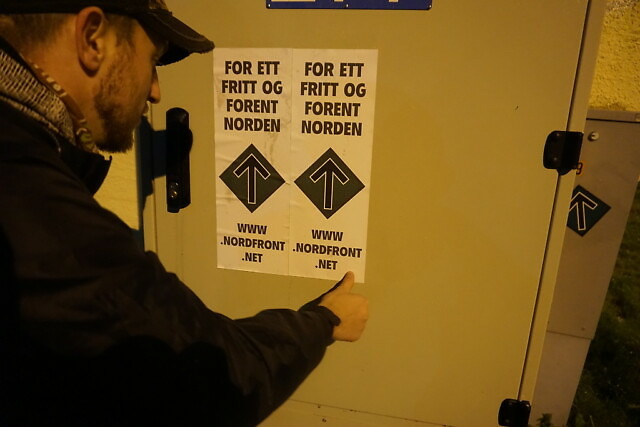 FOR ETT
FRITT OG
FORENT
NORDEN
WWW
.NORDFRONT
.NET
FOR ETT
FRITT OG
FORENT
NORDEN
WWW
.NORDFRONT
.NET